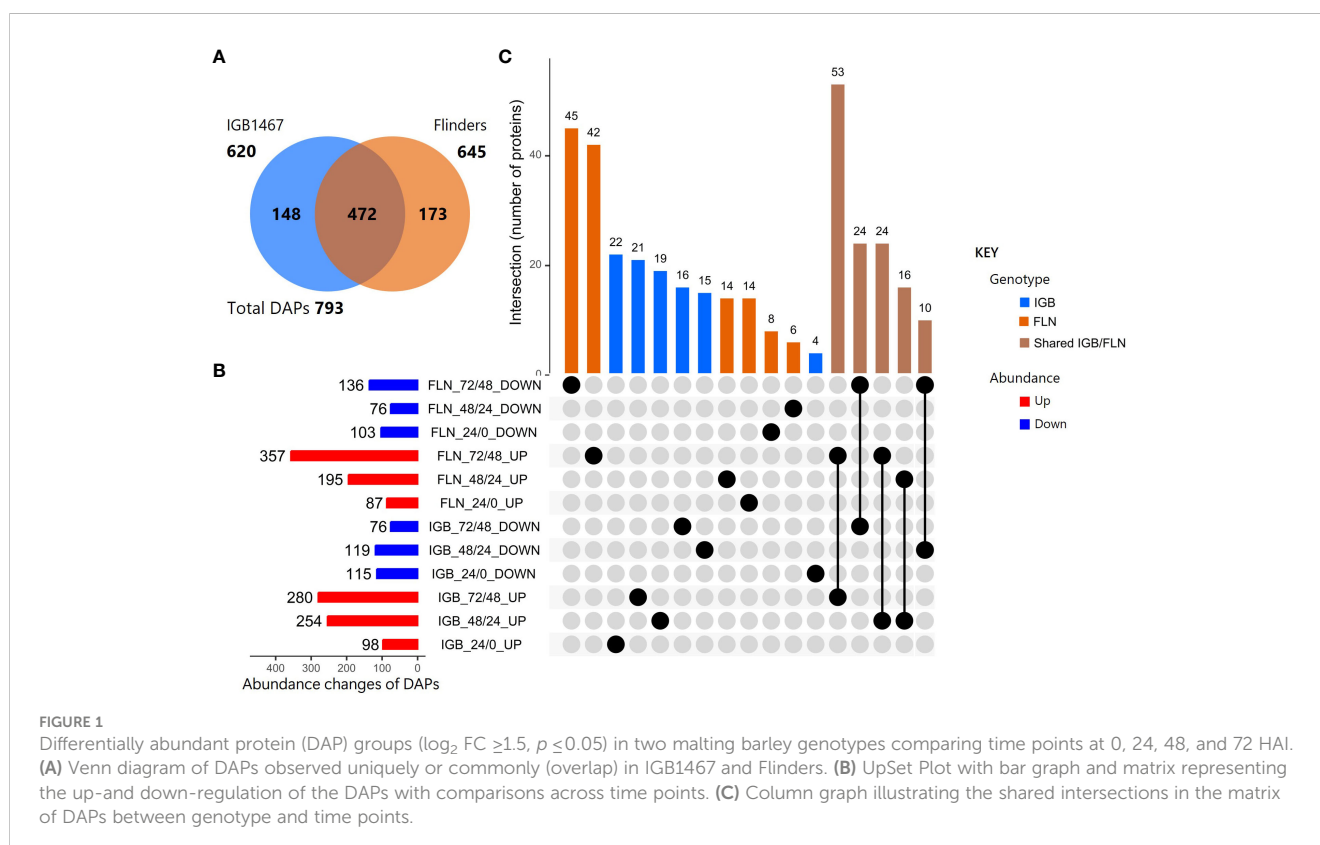 A
IGB1467
620
Flinders
645
148
472
173
Total DAPs 793
C
Intersection (number of proteins)
40
20
0
45
42
22
21
19
16
15
14
14
8
6
4
53
24
24
16
10
KEY
Genotype
IGB
FLN
Shared IGB/FLN
Abundance
Up
Down
B
136 FLN_72/48_DOWN
76 FLN_48/24_DOWN
103 FLN_24/0_DOWN
357 FLN_72/48_UP
195 FLN_48/24_UP
87 FLN_24/0_UP
76 IGB_72/48_DOWN
119 IGB_48/24_DOWN
115 IGB_24/0_DOWN
280 IGB_72/48_UP
254 IGB_48/24_UP
98 IGB_24/0_UP
400 300 200 100 0
Abundance changes of DAPs
FIGURE 1
Differentially abundant protein (DAP) groups (log₂ FC ≥1.5, p ≤0.05) in two malting barley genotypes comparing time points at 0, 24, 48, and 72 HAI.
(A) Venn diagram of DAPs observed uniquely or commonly (overlap) in IGB1467 and Flinders. (B) UpSet Plot with bar graph and matrix representing
the up-and down-regulation of the DAPs with comparisons across time points. (C) Column graph illustrating the shared intersections in the matrix
of DAPs between genotype and time points.